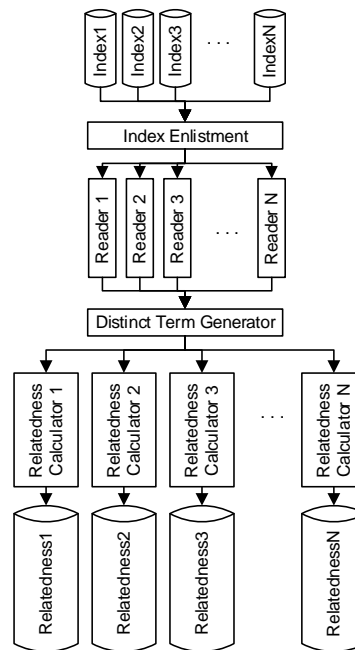 Index1
Index2
Index3
. . .
IndexN
Index Enlistment
Reader 1
Reader 2
Reader 3
. . .
Reader N
Distinct Term Generator
Relatedness
Calculator 1
Relatedness
Calculator 2
Relatedness
Calculator 3
. . .
Relatedness
Calculator N
Relatedness1
Relatedness2
Relatedness3
RelatednessN